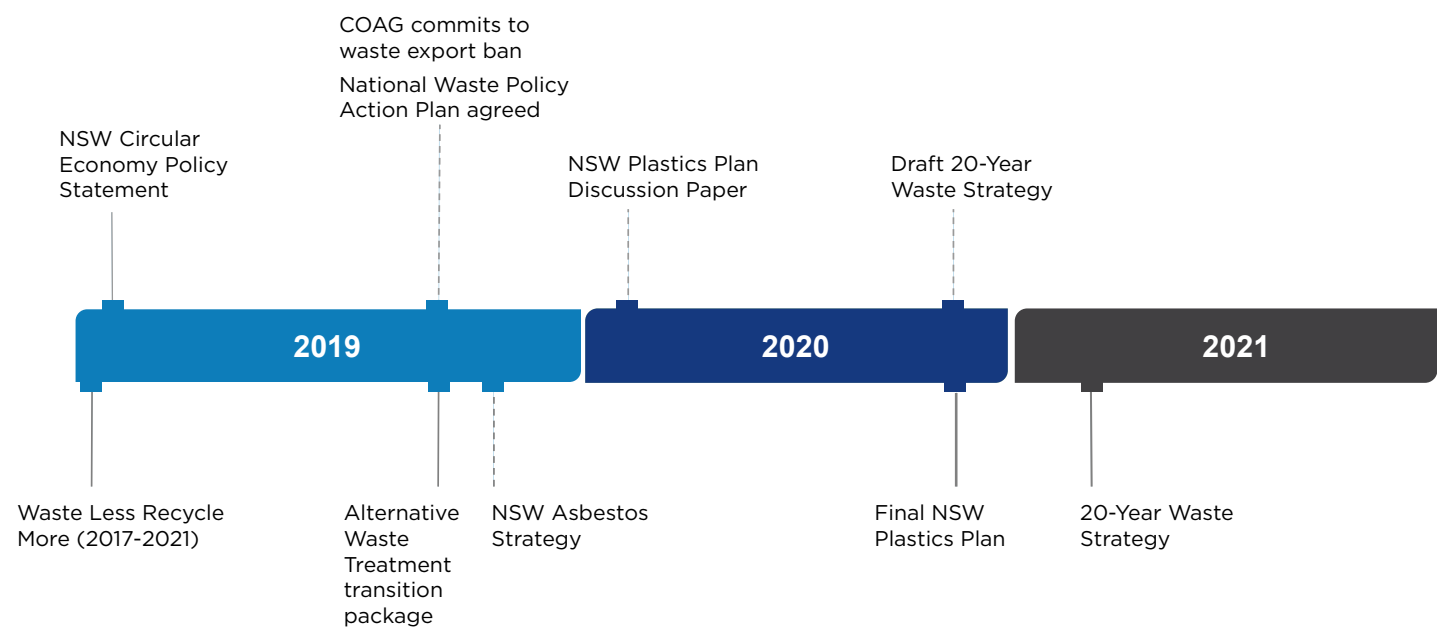 COAG commits to
waste export ban
National Waste Policy
Action Plan agreed
NSW Circular
Economy Policy
Statement
NSW Plastics Plan
Discussion Paper
Draft 20-Year
Waste Strategy
2019
2020
2021
Waste Less Recycle
More (2017-2021)
Alternative
Waste
Treatment
transition
package
NSW Asbestos
Strategy
Final NSW
Plastics Plan
20-Year Waste
Strategy